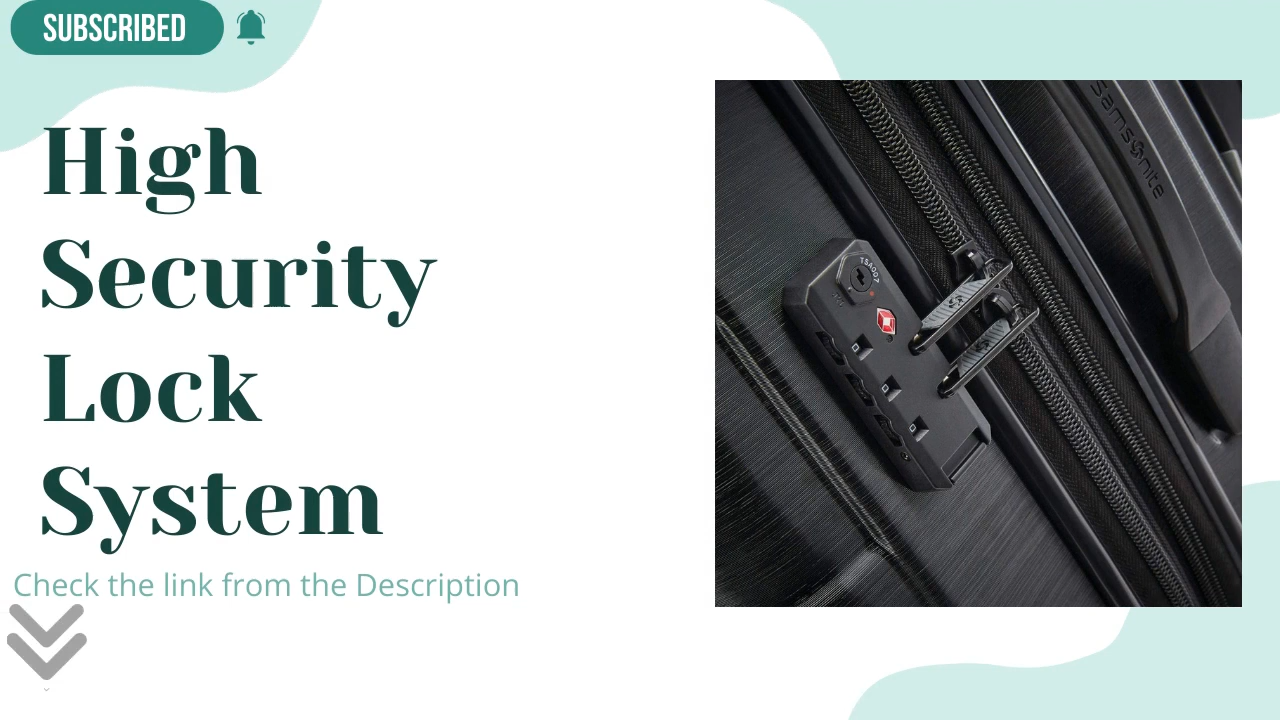 SUBSCRIBED
High
Security
Lock
System
Check the link from the Description
Samsonite
TSA007